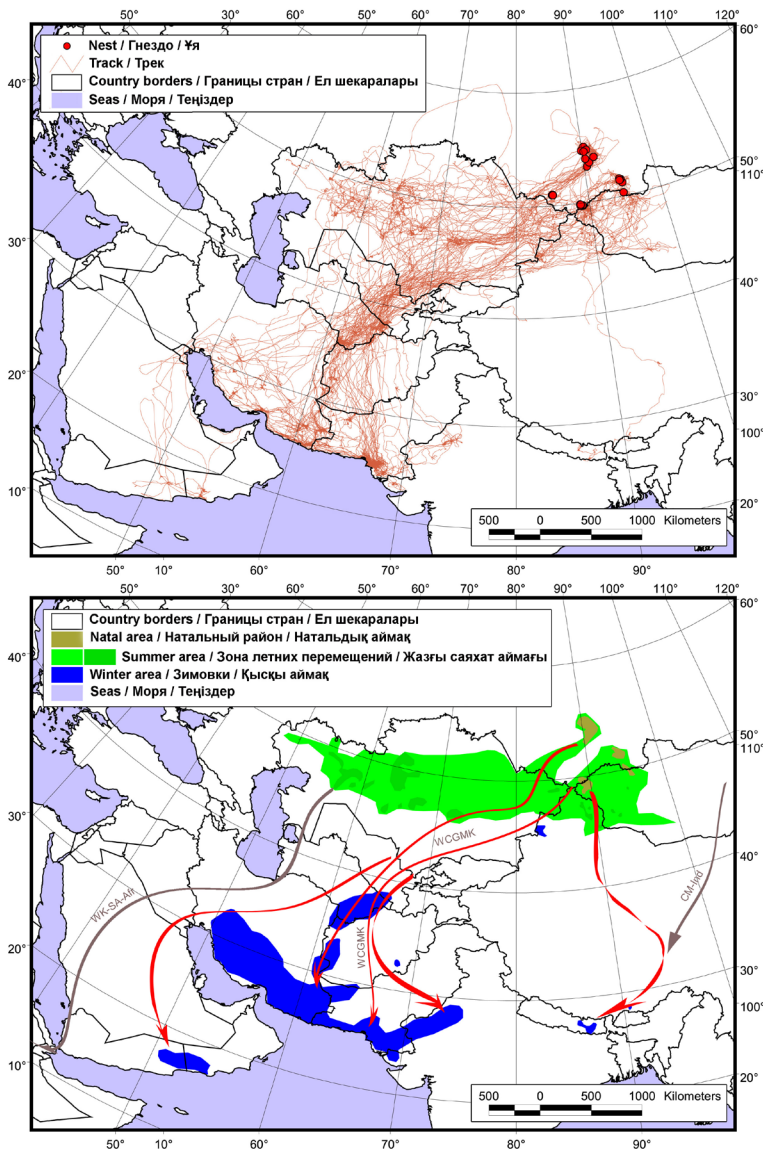 50° 30° 50° 60° 70° 80° 90° 100° 110° 120°
60°
Nest / Гнездо / Ұя
Track / Трек
Country borders / Границы стран / Ел шекаралары
Seas / Моря / Теңіздер
40°
50°
110°
30°
40°
20°
30°
100°
10°
20°
500 0 500 1000 Kilometers
50° 10° 60° 70° 80° 90°
50° 30° 50° 60° 70° 80° 90° 100° 110° 120°
60°
Country borders / Границы стран / Ел шекаралары
Natal area / Натальный район / Натальдық аймақ
Summer area / Зона летних перемещений / Жазғы саяхат аймағы
Winter area / Зимовки / Қысқы аймақ
Seas / Моря / Теңіздер
40°
50°
110°
30°
WCGMK
40°
CM-Ind
WK-SA-Afr
WCGMK
20°
30°
100°
10°
20°
500 0 500 1000 Kilometers
50° 10° 60° 70° 80° 90°